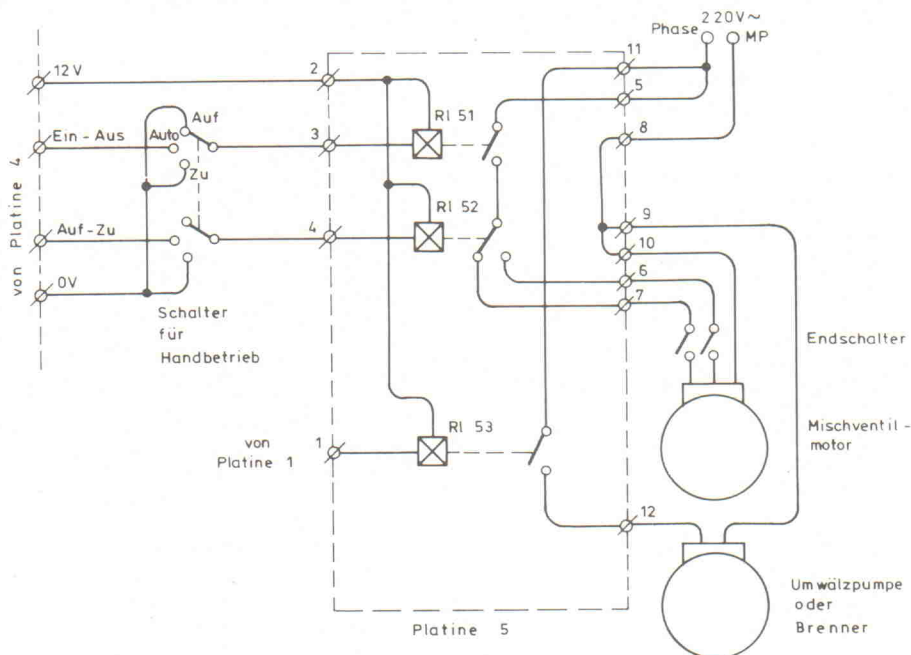 220V~
Phase
MP
12V
2
11
5
Rl 51
Auf
Ein-Aus
Auto
3
8
Zu
von Platine 4
Rl 52
Auf-Zu
4
9
10
6
0V
7
Schalter
für
Handbetrieb
Endschalter
Mischventil-
motor
von
Platine 1
1
Rl 53
12
Umwälzpumpe
oder
Brenner
Platine 5